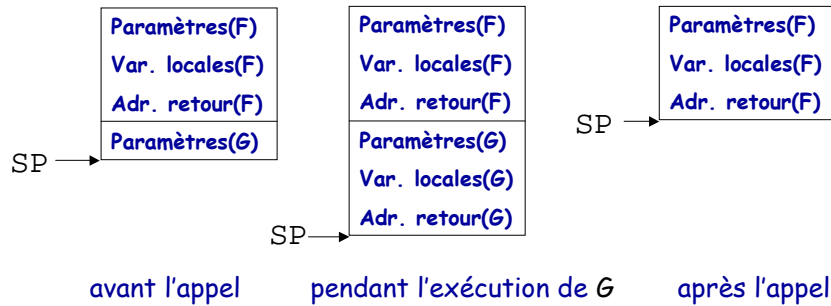 Paramètres(F)
Var. locales(F)
Adr. retour(F)
Paramètres(G)
SP
Paramètres(F)
Var. locales(F)
Adr. retour(F)
Paramètres(G)
Var. locales(G)
Adr. retour(G)
SP
Paramètres(F)
Var. locales(F)
Adr. retour(F)
SP
avant l'appel
pendant l'exécution de G
après l'appel